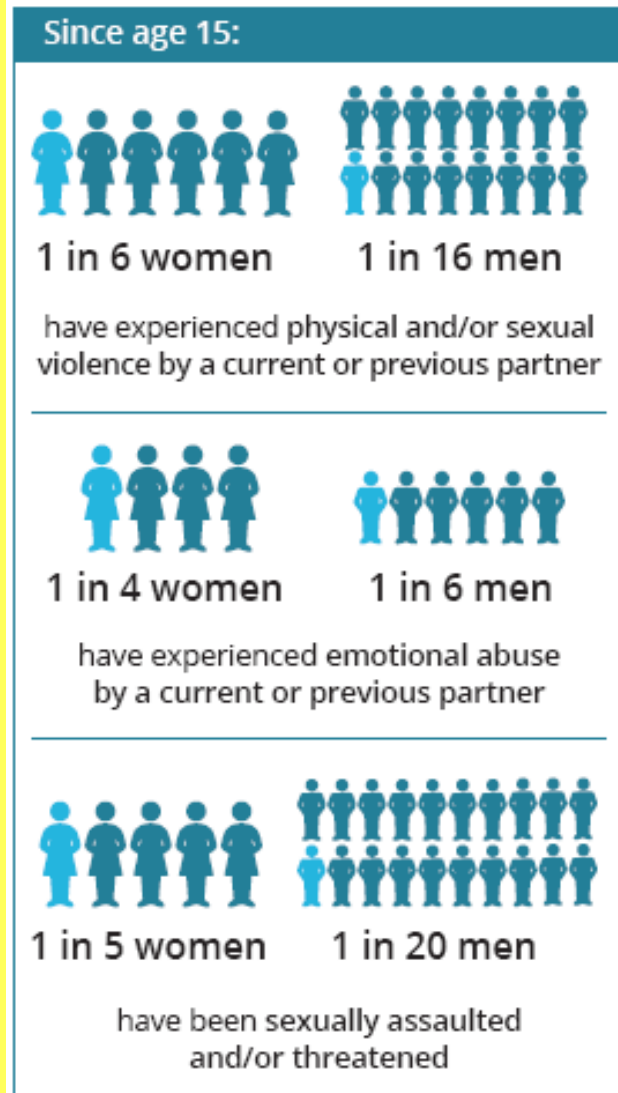 Since age 15:
1 in 6 women 1 in 16 men
have experienced physical and/or sexual
violence by a current or previous partner
1 in 4 women 1 in 6 men
have experienced emotional abuse
by a current or previous partner
1 in 5 women 1 in 20 men
have been sexually assaulted
and/or threatened